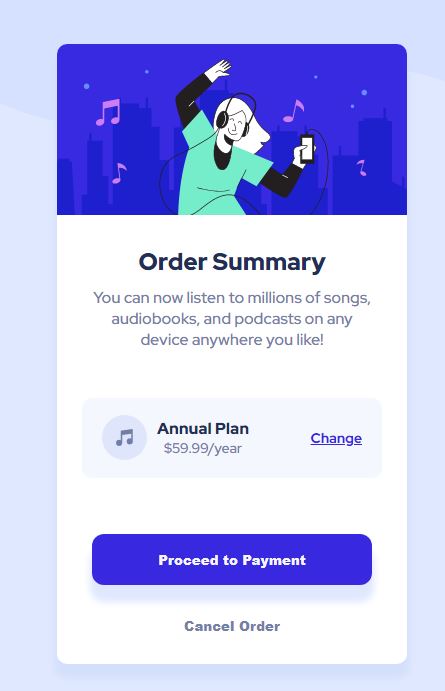 Order Summary
You can now listen to millions of songs,
audiobooks, and podcasts on any
device anywhere you like!
Annual Plan
$59.99/year
Change
Proceed to Payment
Cancel Order